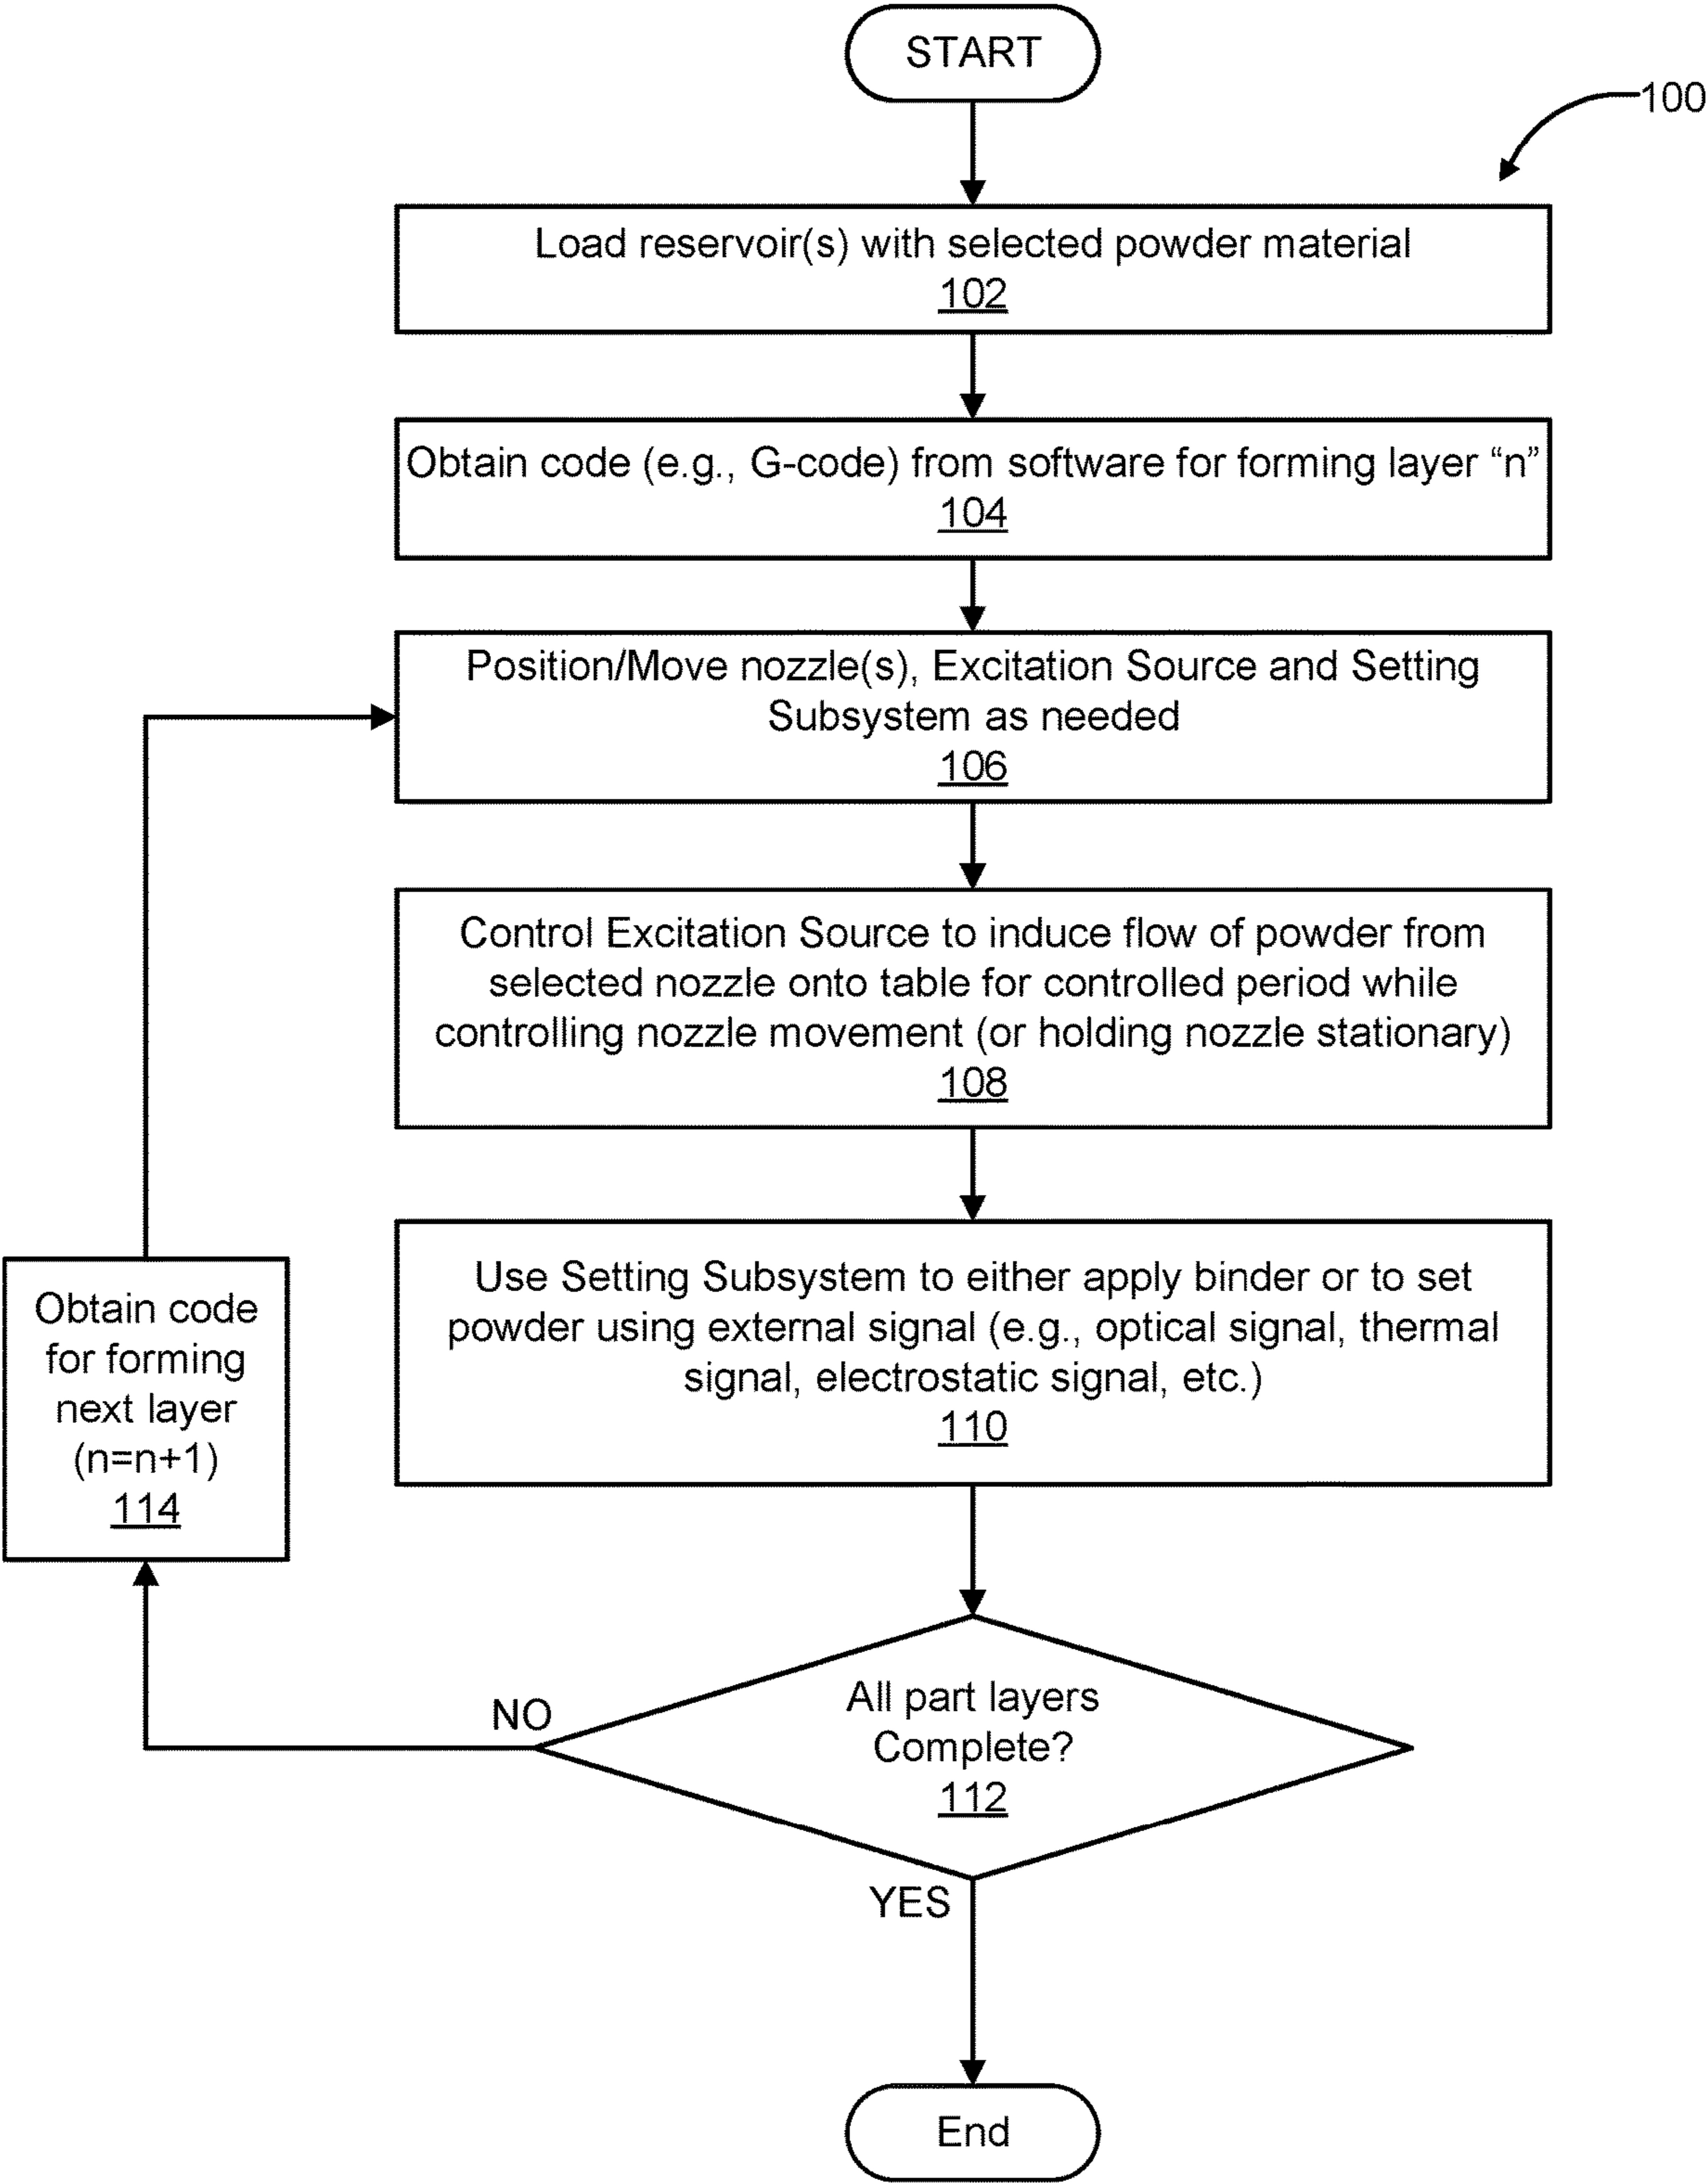 START
100
Load reservoir(s) with selected powder material
102
Obtain code (e.g., G-code) from software for forming layer “n”
104
Position/Move nozzle(s), Excitation Source and Setting
Subsystem as needed
106
Control Excitation Source to induce flow of powder from
selected nozzle onto table for controlled period while
controlling nozzle movement (or holding nozzle stationary)
108
Use Setting Subsystem to either apply binder or to set
powder using external signal (e.g., optical signal, thermal
signal, electrostatic signal, etc.)
110
Obtain code
for forming
next layer
(n=n+1)
114
All part layers
Complete?
112
NO
YES
End